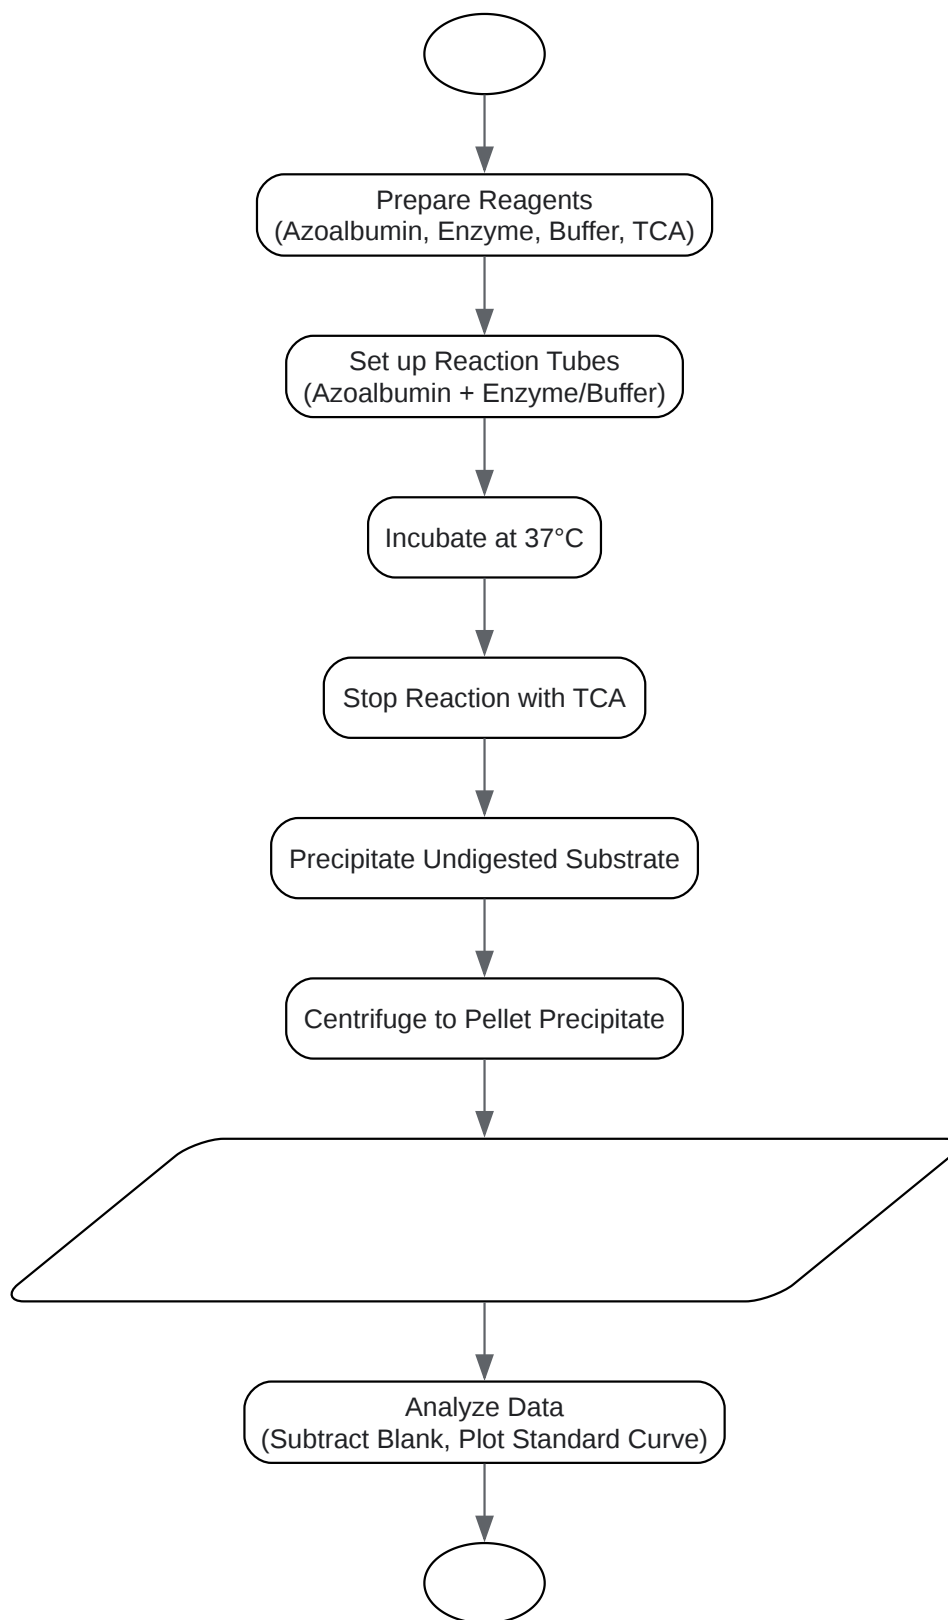 Prepare Reagents
(Azoalbumin, Enzyme, Buffer, TCA)
Set up Reaction Tubes
(Azoalbumin + Enzyme/Buffer)
Incubate at 37°C
Stop Reaction with TCA
Precipitate Undigested Substrate
Centrifuge to Pellet Precipitate
Analyze Data
(Subtract Blank, Plot Standard Curve)